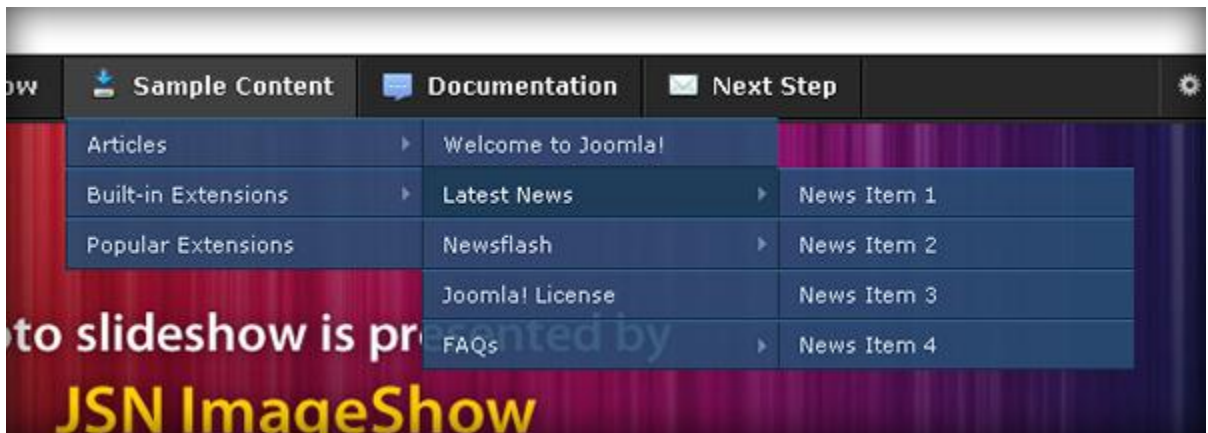 ow Sample Content Documentation Next Step
Articles Welcome to Joomla!
Built-in Extensions Latest News News Item 1
Popular Extensions Newsflash News Item 2
Joomla! License News Item 3
FAQs News Item 4
to slideshow is presented by
JSN ImageShow